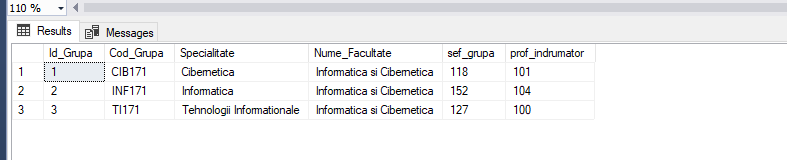 110 %
Results Messages
Id_Grupa Cod_Grupa Specialitate Nume_Facultate sef_grupa prof_indrumator
1 1 CIB171 Cibernetica Informatica si Cibernetica 118 101
2 2 INF171 Informatica Informatica si Cibernetica 152 104
3 3 TI171 Tehnologii Informationale Informatica si Cibernetica 127 100